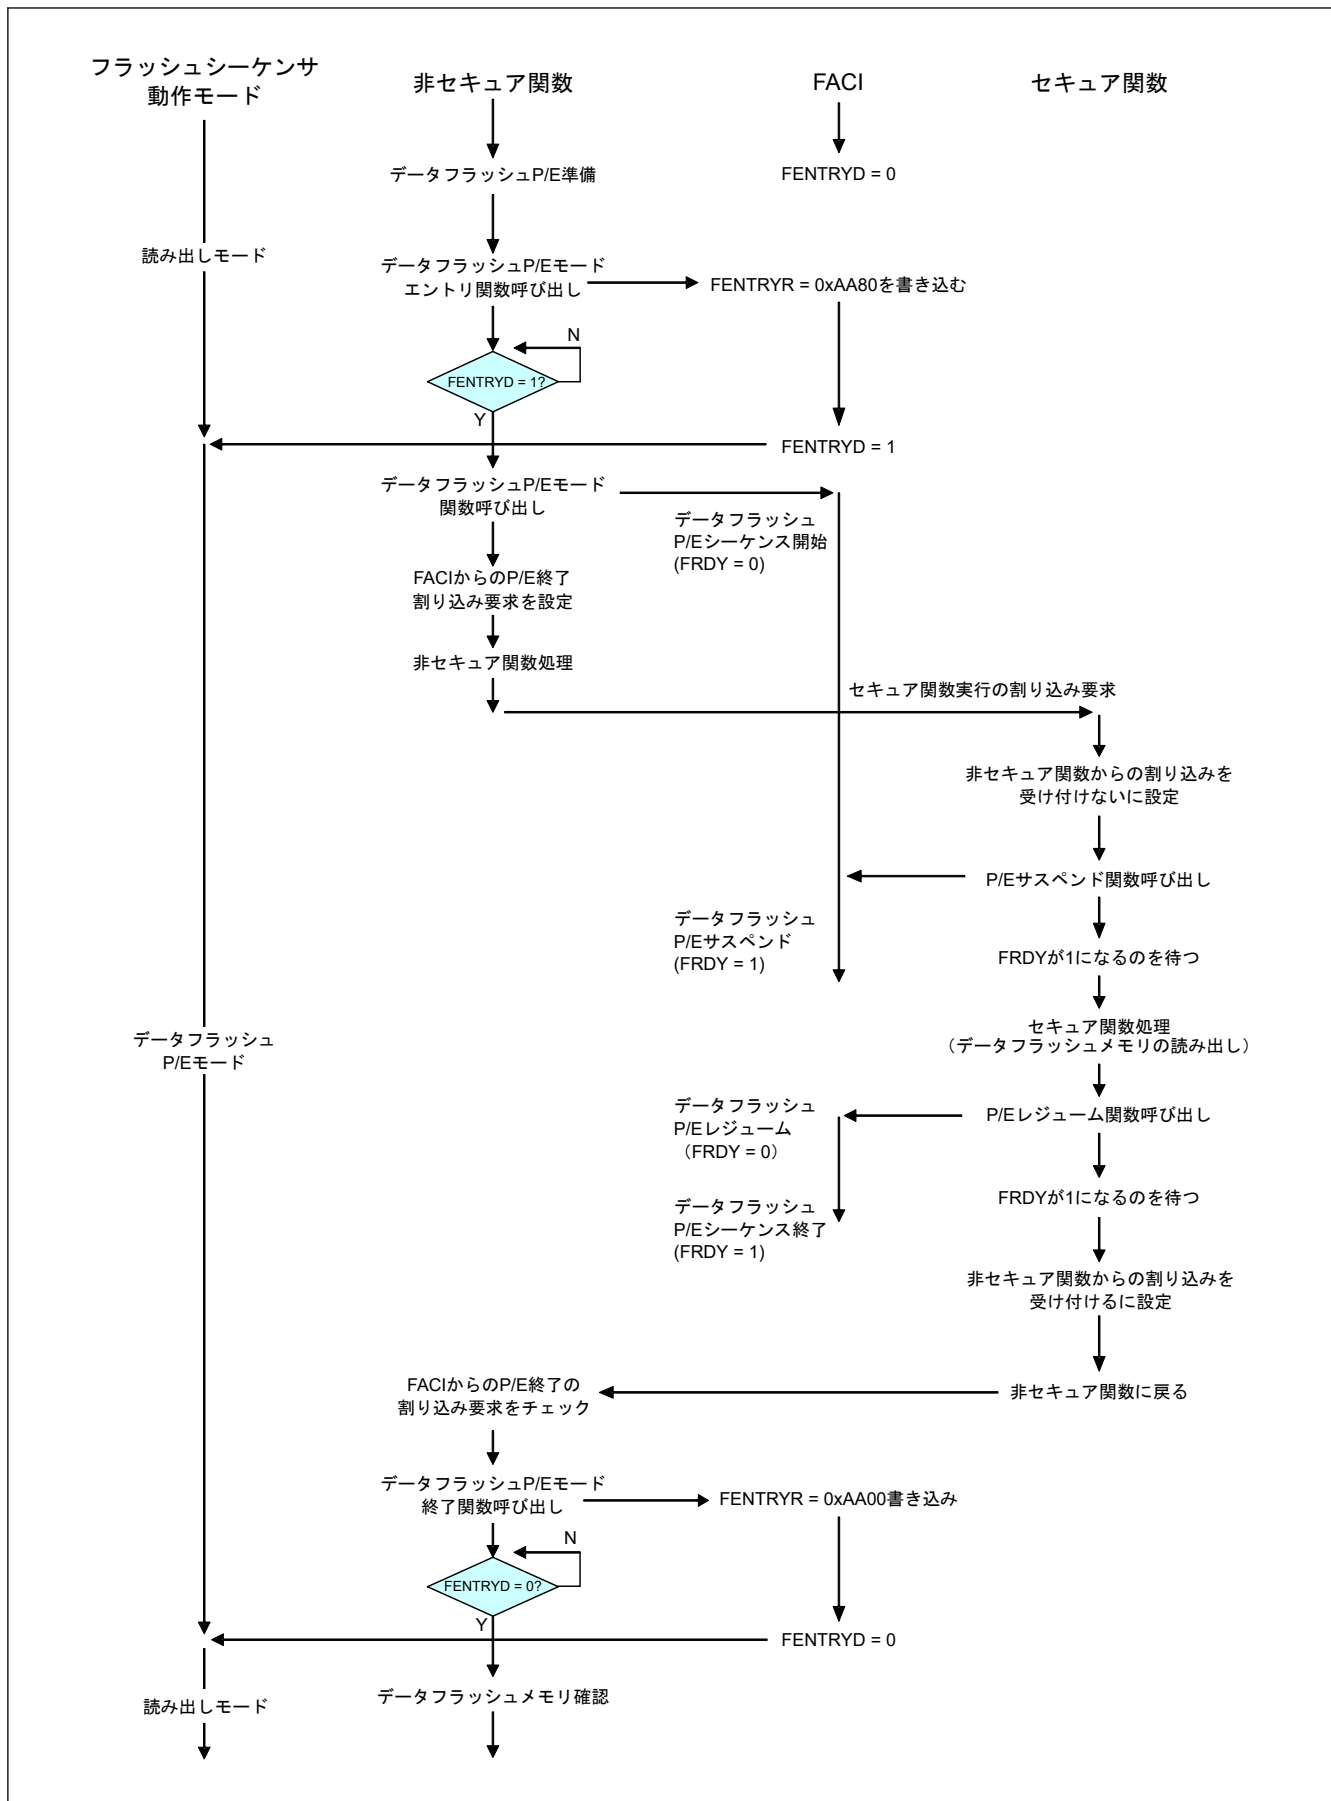 フラッシュシーケンサ
動作モード
非セキュア関数
FACI
セキュア関数
データフラッシュP/E準備
FENTRYD = 0
読み出しモード
データフラッシュP/Eモード
エントリ関数呼び出し
FENTRYR = 0xAA80を書き込む
N
FENTRYD = 1?
Y
FENTRYD = 1
データフラッシュP/Eモード
関数呼び出し
データフラッシュ
P/Eシーケンス開始
(FRDY = 0)
FACIからのP/E終了
割り込み要求を設定
非セキュア関数処理
セキュア関数実行の割り込み要求
非セキュア関数からの割り込みを
受け付けないに設定
P/Eサスペンド関数呼び出し
データフラッシュ
P/Eサスペンド
(FRDY = 1)
FRDYが1になるのを待つ
セキュア関数処理
（データフラッシュメモリの読み出し）
データフラッシュ
P/Eモード
データフラッシュ
P/Eレジューム
（FRDY = 0）
P/Eレジューム関数呼び出し
FRDYが1になるのを待つ
データフラッシュ
P/Eシーケンス終了
(FRDY = 1)
非セキュア関数からの割り込みを
受け付けるに設定
FACIからのP/E終了の
割り込み要求をチェック
非セキュア関数に戻る
データフラッシュP/Eモード
終了関数呼び出し
FENTRYR = 0xAA00書き込み
N
FENTRYD = 0?
Y
FENTRYD = 0
読み出しモード
データフラッシュメモリ確認